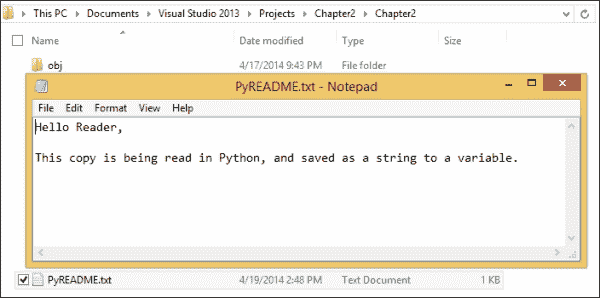 This PC Documents Visual Studio 2013 Projects Chapter2 Chapter2
Name Date modified Type Size
obj 4/17/2014 9:43 PM File folder
PyREADME.txt - Notepad
File Edit Format View Help
Hello Reader,
This copy is being read in Python, and saved as a string to a variable.
PyREADME.txt 4/19/2014 2:48 PM Text Document 1 KB